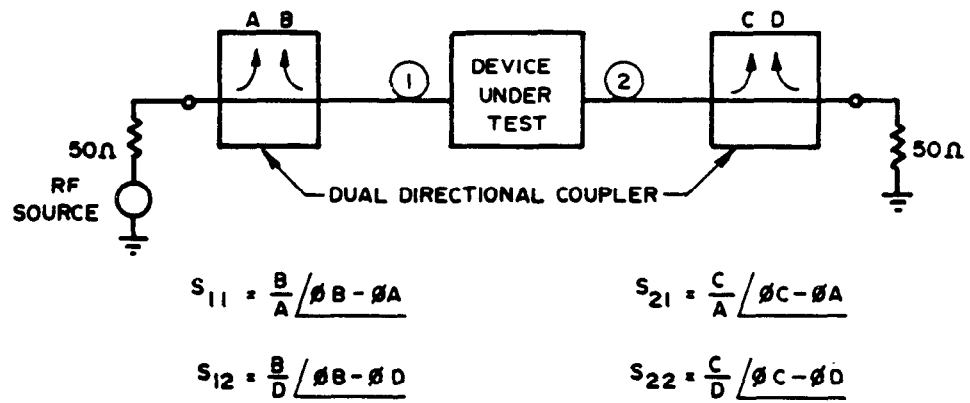 A B
C D
1
DEVICE
UNDER
TEST
2
50Ω
RF
SOURCE
50Ω
DUAL DIRECTIONAL COUPLER
S11 = B/A /ØB-ØA
S21 = C/A /ØC-ØA
S12 = B/D /ØB-ØD
S22 = C/D /ØC-ØD